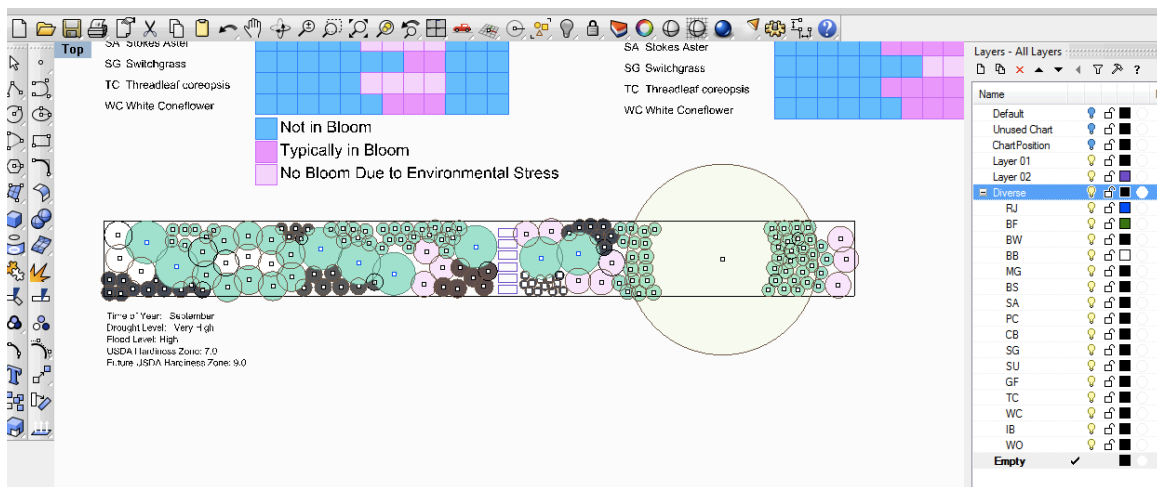 Top
SA Stokes Aster
SG Switchgrass
TC Threadleaf coreopsis
WC White Coneflower
Not in Bloom
Typically in Bloom
No Bloom Due to Environmental Stress
SA Stokes Aster
SG Switchgrass
TC Threadleaf coreopsis
WC White Coneflower
Time of Year: September
Drought Level: Very High
Flood Level: High
USDA Hardiness Zone: 7.0
Future USDA Hardiness Zone: 9.0
Layers - All Layers
Name
Default
Unused Chart
ChartPosition
Layer 01
Layer 02
Diverse
RJ
BF
BW
BB
MG
BS
SA
PC
CB
SG
SU
GF
TC
WC
IB
WO
Empty